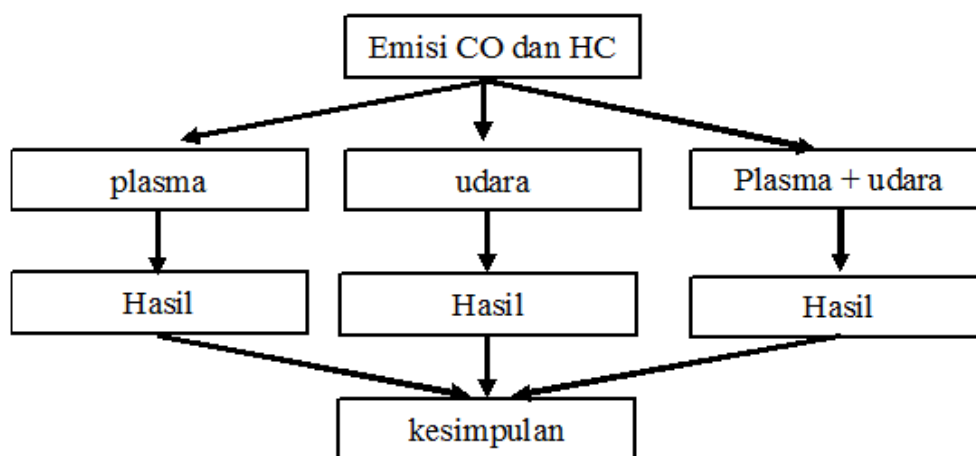 Emisi CO dan HC
plasma
udara
Plasma + udara
Hasil
Hasil
Hasil
kesimpulan